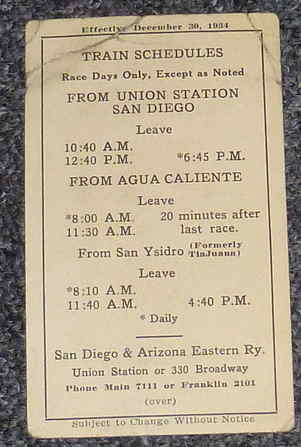 Effective December 30, 1934
TRAIN SCHEDULES
Race Days Only, Except as Noted
FROM UNION STATION
SAN DIEGO
Leave
10:40 A.M.
12:40 P.M. *6:45 P.M.
FROM AGUA CALIENTE
Leave
*8:00 A.M. 20 minutes after
11:30 A.M. last race.
From San Ysidro (Formerly TiaJuana)
Leave
*8:10 A.M.
11:40 A.M. 4:40 P.M.
* Daily
San Diego & Arizona Eastern Ry.
Union Station or 330 Broadway
Phone Main 7111 or Franklin 2101
(over)
Subject to Change Without Notice